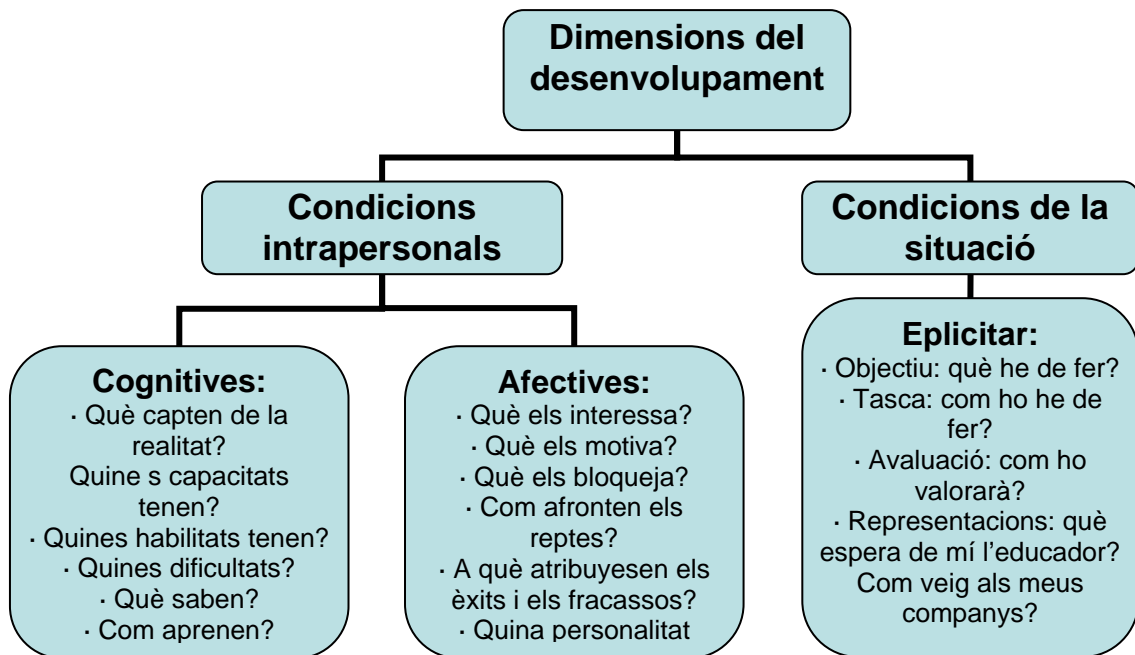 Dimensions del
desenvolupament
Condicions
intrapersonals
Condicions de la
situació
Cognitives:
· Què capten de la
realitat?
Quine s capacitats
tenen?
· Quines habilitats tenen?
· Quines dificultats?
· Què saben?
· Com aprenen?
Afectives:
· Què els interessa?
· Què els motiva?
· Què els bloqueja?
· Com afronten els
reptes?
· A què atribuyesen els
èxits i els fracassos?
· Quina personalitat
Eplicitar:
· Objectiu: què he de fer?
· Tasca: com ho he de
fer?
· Avaluació: com ho
valorarà?
· Representacions: què
espera de mí l’educador?
Com veig als meus
companys?